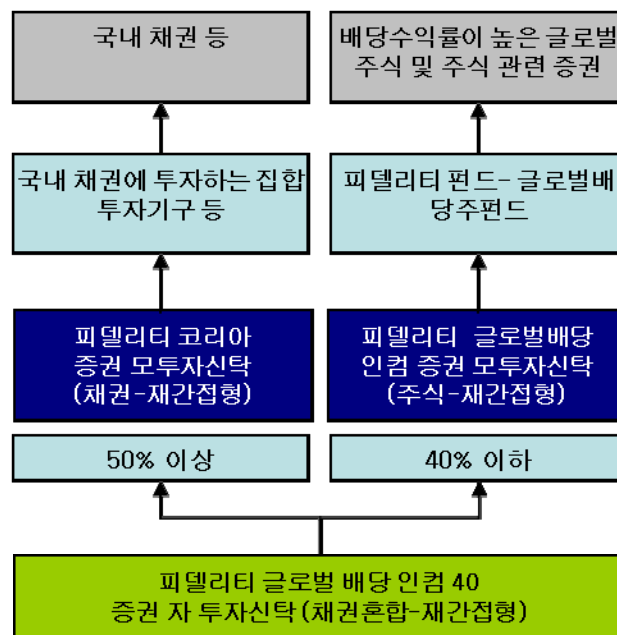 국내 채권 등
배당수익률이 높은 글로벌
주식 및 주식 관련 증권
국내 채권에 투자하는 집합
투자기구 등
피델리티 펀드- 글로벌배
당주펀드
피델리티 코리아
증권 모투자신탁
(채권-재간접형)
피델리티 글로벌배당
인컴 증권 모투자신탁
(주식-재간접형)
50% 이상
40% 이하
피델리티 글로벌 배당 인컴 40
증권 자 투자신탁 (채권혼합-재간접형)